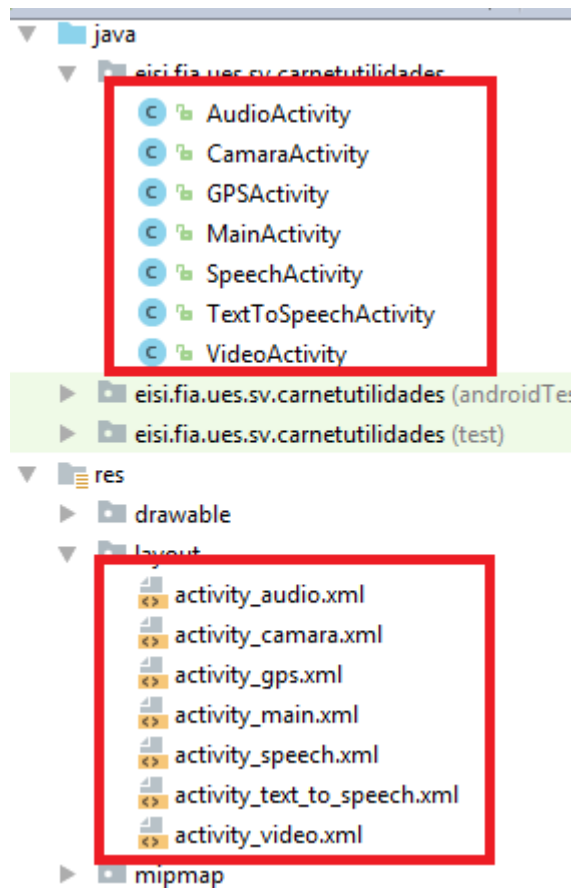 java
eisi.fia.ues.sv.carnetutilidades
C AudioActivity
C CamaraActivity
C GPSActivity
C MainActivity
C SpeechActivity
C TextToSpeechActivity
C VideoActivity
eisi.fia.ues.sv.carnetutilidades (androidTes
eisi.fia.ues.sv.carnetutilidades (test)
res
drawable
layout
<> activity_audio.xml
<> activity_camara.xml
<> activity_gps.xml
<> activity_main.xml
<> activity_speech.xml
<> activity_text_to_speech.xml
<> activity_video.xml
mipmap